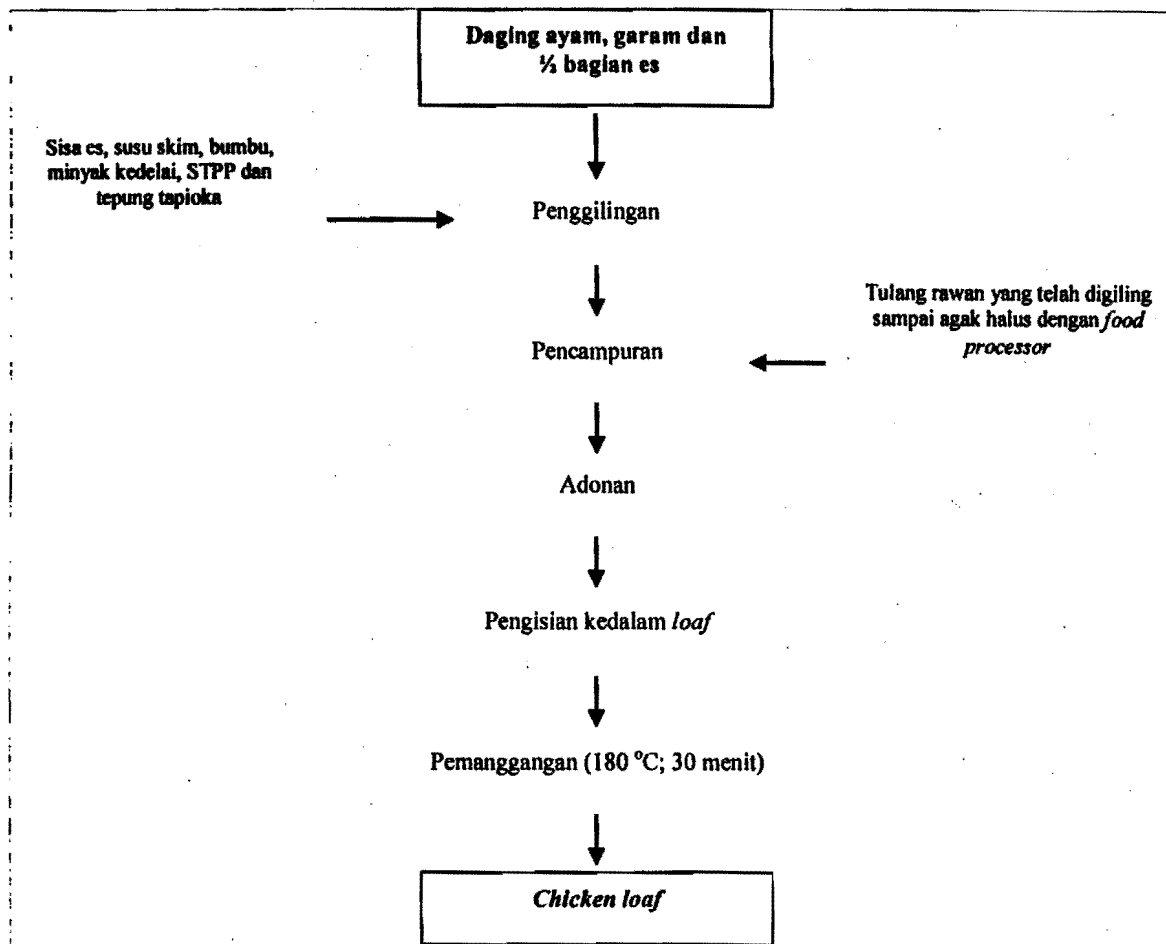 Daging ayam, garam dan
½ bagian es
Sisa es, susu skim, bumbu,
minyak kedelai, STPP dan
tepung tapioka
Penggilingan
Tulang rawan yang telah digiling
sampai agak halus dengan food
processor
Pencampuran
Adonan
Pengisian kedalam loaf
Pemanggangan (180 °C; 30 menit)
Chicken loaf